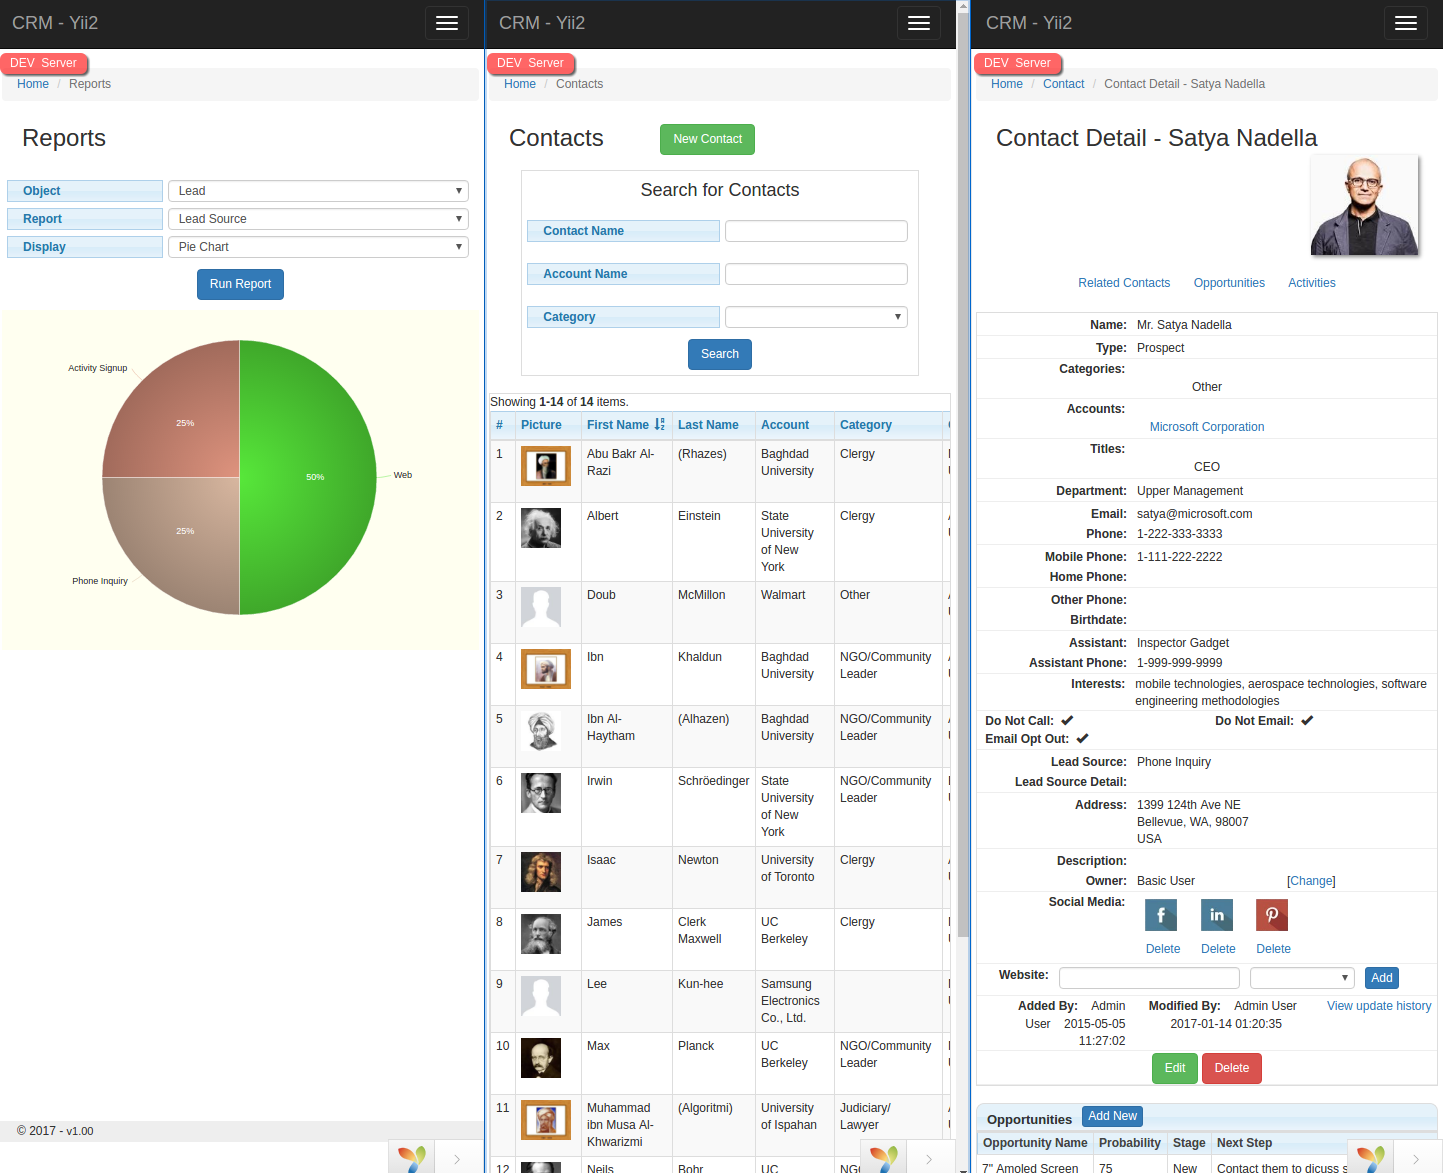 CRM - Yii2
DEV Server
Home / Reports
Reports
Object Lead
Report Lead Source
Display Pie Chart
Run Report
Activity Signup
25%
50%
Web
25%
Phone Inquiry
© 2017 - v1.00
CRM - Yii2
DEV Server
Home / Contacts
Contacts
New Contact
Search for Contacts
Contact Name
Account Name
Category
Search
Showing 1-14 of 14 items.
# Picture First Name Last Name Account Category
1 Abu Bakr Al- (Rhazes) Baghdad Clergy
Razi University
2 Albert Einstein State Clergy
University
of New
York
3 Doub McMillon Walmart Other
4 Ibn Khaldun Baghdad NGO/Community
University Leader
5 Ibn Al- (Alhazen) Baghdad NGO/Community
Haytham University Leader
6 Irwin Schröedinger State NGO/Community
University Leader
of New
York
7 Isaac Newton University Clergy
of Toronto
8 James Clerk UC Clergy
Maxwell Berkeley
9 Lee Kun-hee Samsung
Electronics
Co., Ltd.
10 Max Planck UC NGO/Community
Berkeley Leader
11 Muhammad (Algoritmi) University Judiciary/
ibn Musa Al- of Ispahan Lawyer
Khwarizmi
12 Neils Bohr UC
CRM - Yii2
DEV Server
Home / Contact / Contact Detail - Satya Nadella
Contact Detail - Satya Nadella
Related Contacts Opportunities Activities
Name: Mr. Satya Nadella
Type: Prospect
Categories:
Other
Accounts:
Microsoft Corporation
Titles:
CEO
Department: Upper Management
Email: satya@microsoft.com
Phone: 1-222-333-3333
Mobile Phone: 1-111-222-2222
Home Phone:
Other Phone:
Birthdate:
Assistant: Inspector Gadget
Assistant Phone: 1-999-999-9999
Interests: mobile technologies, aerospace technologies, software
engineering methodologies
Do Not Call: Do Not Email:
Email Opt Out:
Lead Source: Phone Inquiry
Lead Source Detail:
Address: 1399 124th Ave NE
Bellevue, WA, 98007
USA
Description:
Owner: Basic User [Change]
Social Media:
Delete Delete Delete
Website: Add
Added By: Admin Modified By: Admin User View update history
User 2015-05-05 2017-01-14 01:20:35
11:27:02
Edit Delete
Opportunities Add New
Opportunity Name Probability Stage Next Step
7" Amoled Screen 75 New Contact them to dicuss